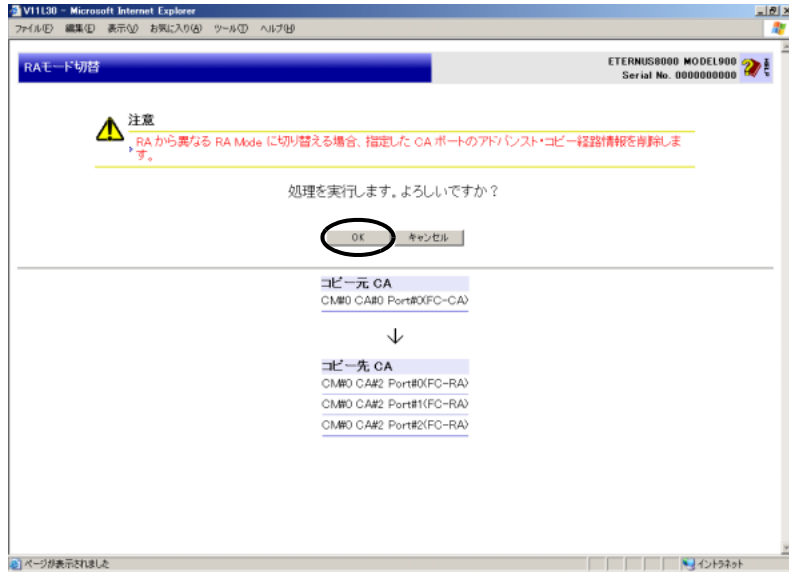 V11L30 - Microsoft Internet Explorer
ファイル(F) 編集(E) 表示(V) お気に入り(A) ツール(T) ヘルプ(H)
RAモード切替
ETERNUS8000 MODEL900
Serial No. 0000000000
注意
RA から異なる RA Mode に切り替える場合、指定した CA ポートのアドバンスト・コピー経路情報を削除しま
す。
処理を実行します。よろしいですか？
OK キャンセル
コピー元 CA
CM#0 CA#0 Port#0(FC-CA)
↓
コピー先 CA
CM#0 CA#2 Port#0(FC-RA)
CM#0 CA#2 Port#1(FC-RA)
CM#0 CA#2 Port#2(FC-RA)
ページが表示されました
イントラネット